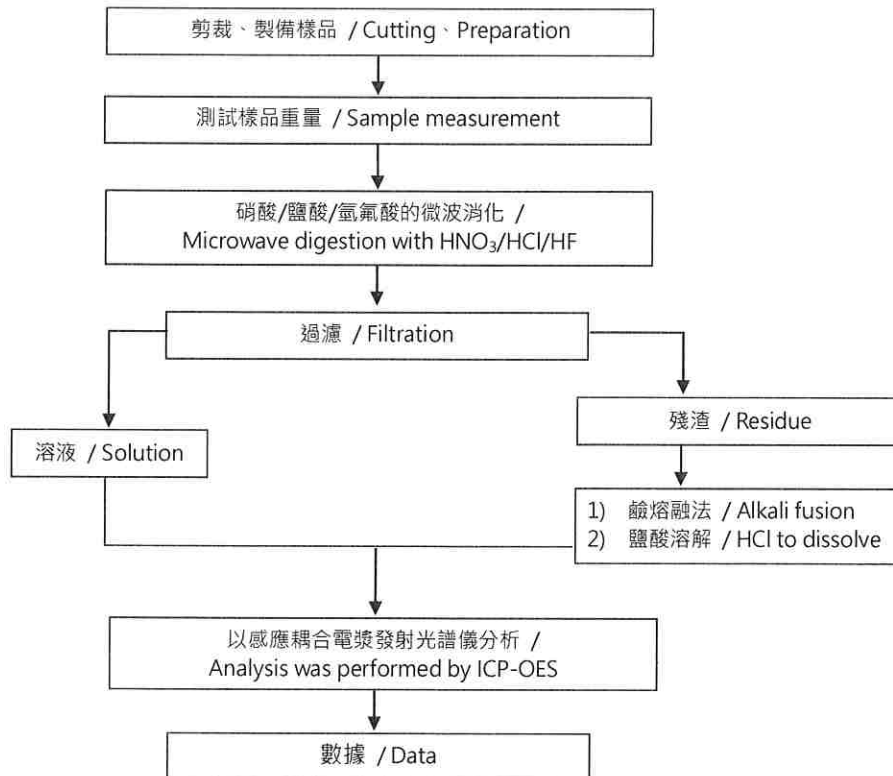 剪裁、製備樣品 / Cutting、Preparation
測試樣品重量 / Sample measurement
硝酸/鹽酸/氫氟酸的微波消化 /
Microwave digestion with HNO₃/HCl/HF
過濾 / Filtration
溶液 / Solution
殘渣 / Residue
1) 鹼熔融法 / Alkali fusion
2) 鹽酸溶解 / HCl to dissolve
以感應耦合電漿發射光譜儀分析 /
Analysis was performed by ICP-OES
數據 / Data